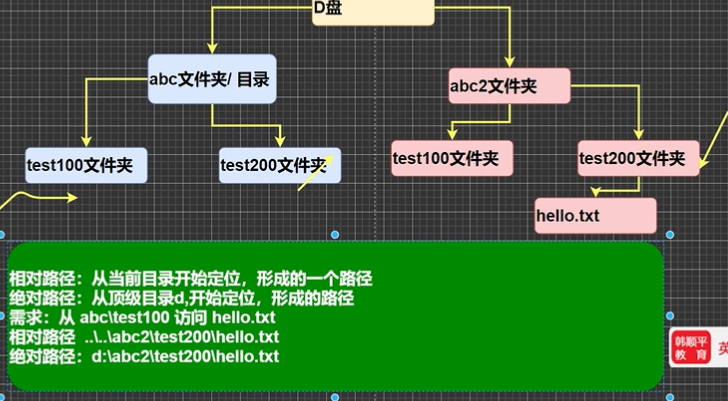 D盘
abc文件夹/ 目录
abc2文件夹
test100文件夹
test200文件夹
test100文件夹
test200文件夹
hello.txt
相对路径：从当前目录开始定位，形成的一个路径
绝对路径：从顶级目录d,开始定位，形成的路径
需求：从 abc\test100 访问 hello.txt
相对路径 ..\..\abc2\test200\hello.txt
绝对路径：d:\abc2\test200\hello.txt
韩顺平
教育
英